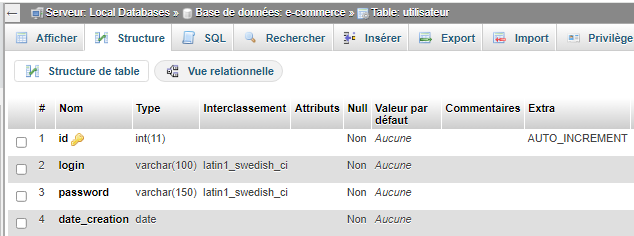 Serveur: Local Databases » Base de données: e-commerce » Table: utilisateur
Afficher Structure SQL Rechercher Insérer Export Import Privilège
Structure de table Vue relationnelle
# Nom Type Interclassement Attributs Null Valeur par défaut Commentaires Extra
1 id int(11) Non Aucune AUTO_INCREMENT
2 login varchar(100) latin1_swedish_ci Non Aucune
3 password varchar(150) latin1_swedish_ci Non Aucune
4 date_creation date Non Aucune